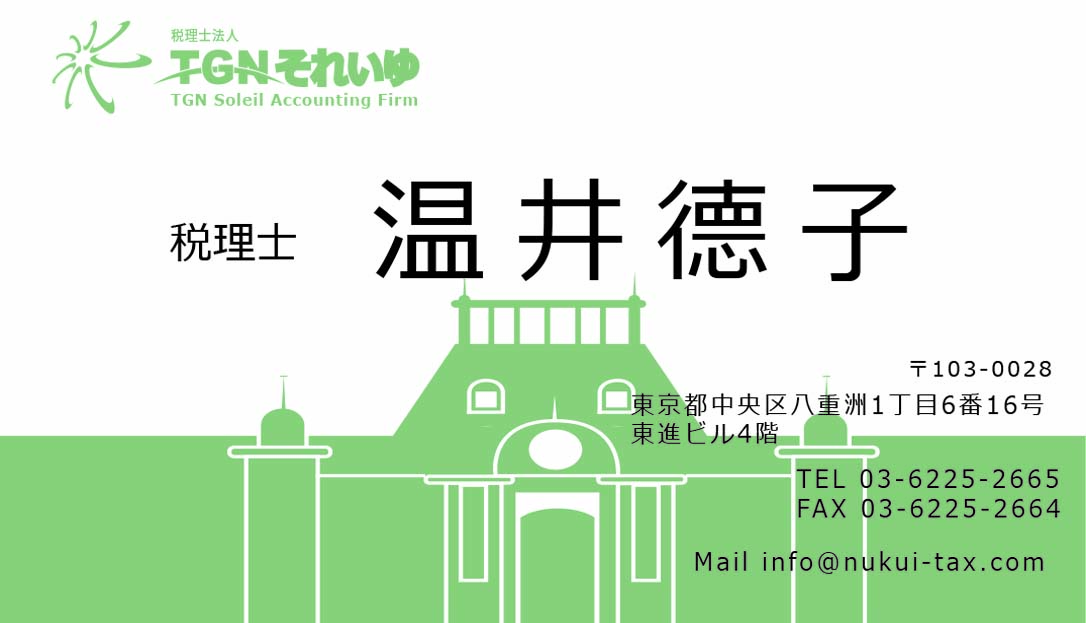 税理士法人
TGNそれいゆ
TGN Soleil Accounting Firm
税理士 温井徳子
〒103-0028
東京都中央区八重洲1丁目6番16号
東進ビル4階
TEL 03-6225-2665
FAX 03-6225-2664
Mail info@nukui-tax.com